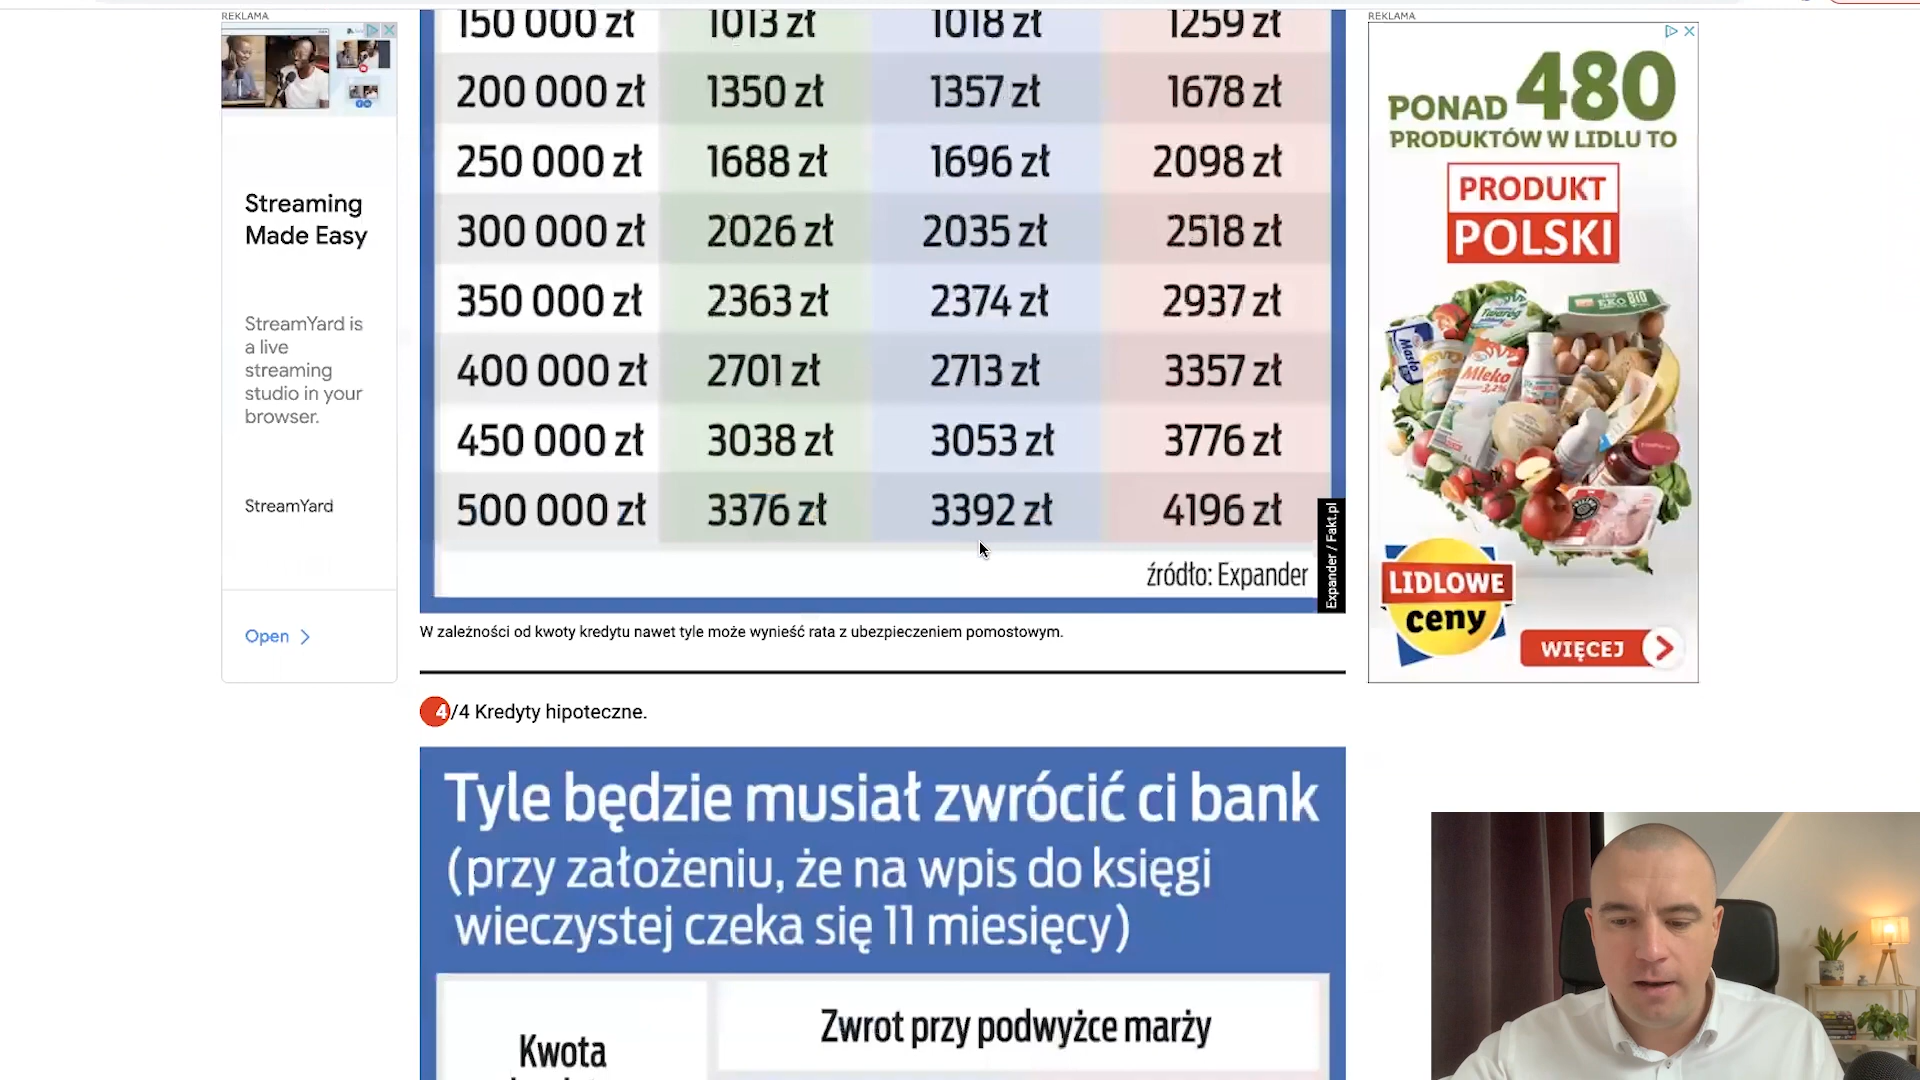 REKLAMA
Streaming
Made Easy
StreamYard is
a live
streaming
studio in your
browser.
StreamYard
Open
150 000 zł 1013 zł 1018 zł 1259 zł
200 000 zł 1350 zł 1357 zł 1678 zł
250 000 zł 1688 zł 1696 zł 2098 zł
300 000 zł 2026 zł 2035 zł 2518 zł
350 000 zł 2363 zł 2374 zł 2937 zł
400 000 zł 2701 zł 2713 zł 3357 zł
450 000 zł 3038 zł 3053 zł 3776 zł
500 000 zł 3376 zł 3392 zł 4196 zł
źródło: Expander
Expander / Fakt.pl
W zależności od kwoty kredytu nawet tyle może wynieść rata z ubezpieczeniem pomostowym.
4/4 Kredyty hipoteczne.
Tyle będzie musiał zwrócić ci bank
(przy założeniu, że na wpis do księgi
wieczystej czeka się 11 miesięcy)
Zwrot przy podwyżce marży
Kwota
REKLAMA
PONAD 480
PRODUKTÓW W LIDLU TO
PRODUKT
POLSKI
EKO BIO
Twaróg
Masło
Mleko
3,2%
LIDLOWE
ceny
WIĘCEJ